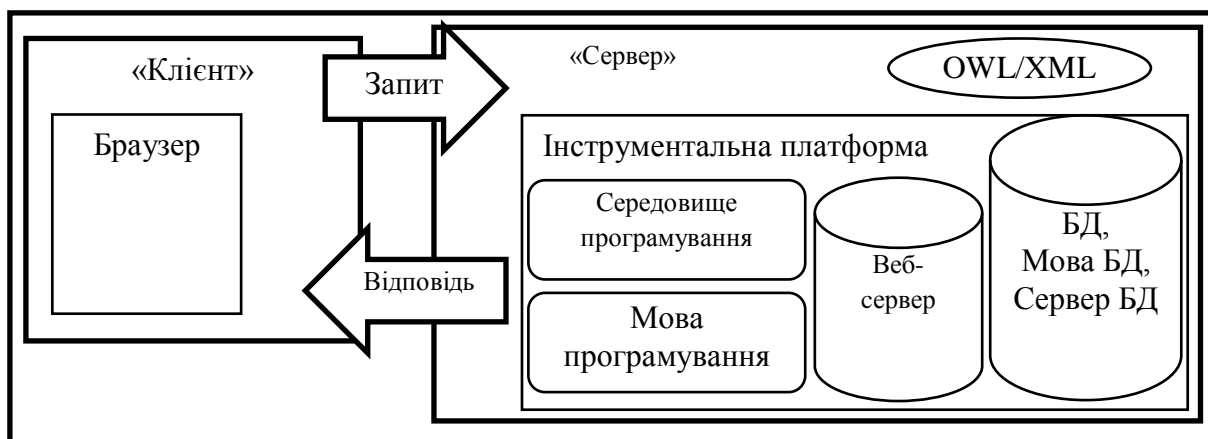 «Клієнт»
Браузер
Запит
Відповідь
«Сервер»
OWL/XML
Інструментальна платформа
Середовище
програмування
Мова
програмування
Веб-
сервер
БД,
Мова БД,
Сервер БД